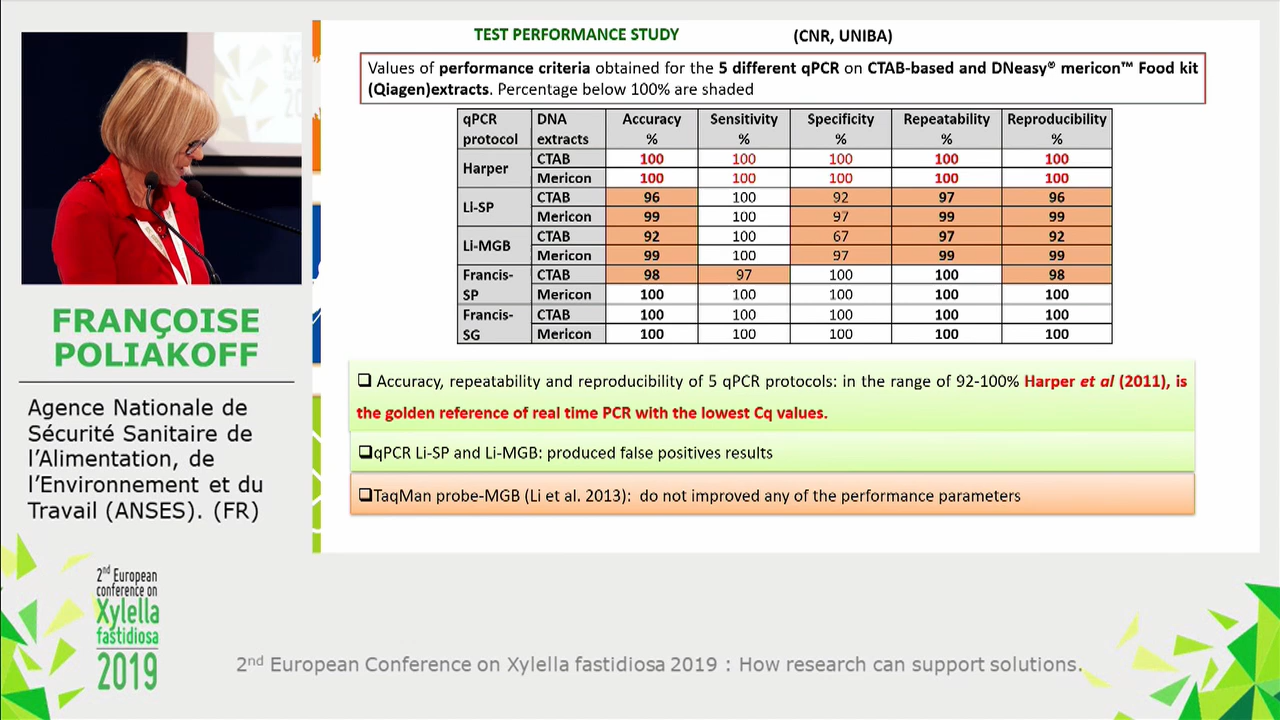 TEST PERFORMANCE STUDY (CNR, UNIBA)
Values of performance criteria obtained for the 5 different qPCR on CTAB-based and DNeasy® mericon™ Food kit
(Qiagen)extracts. Percentage below 100% are shaded
qPCR protocol DNA extracts Accuracy % Sensitivity % Specificity % Repeatability % Reproducibility %
Harper CTAB 100 100 100 100 100
Mericon 100 100 100 100 100
Li-SP CTAB 96 100 92 97 96
Mericon 99 100 97 99 99
Li-MGB CTAB 92 100 67 97 92
Mericon 99 100 97 99 99
Francis-SP CTAB 98 97 100 100 98
Mericon 100 100 100 100 100
Francis-SG CTAB 100 100 100 100 100
Mericon 100 100 100 100 100
❑ Accuracy, repeatability and reproducibility of 5 qPCR protocols: in the range of 92-100% Harper et al (2011), is
the golden reference of real time PCR with the lowest Cq values.
❑qPCR Li-SP and Li-MGB: produced false positives results
❑TaqMan probe-MGB (Li et al. 2013): do not improved any of the performance parameters
2019
FRANÇOISE
POLIAKOFF
Agence Nationale de
Sécurité Sanitaire de
l'Alimentation, de
l'Environnement et du
Travail (ANSES). (FR)
2nd European
conference on
Xylella
fastidiosa
2019
2nd European Conference on Xylella fastidiosa 2019 : How research can support solutions.